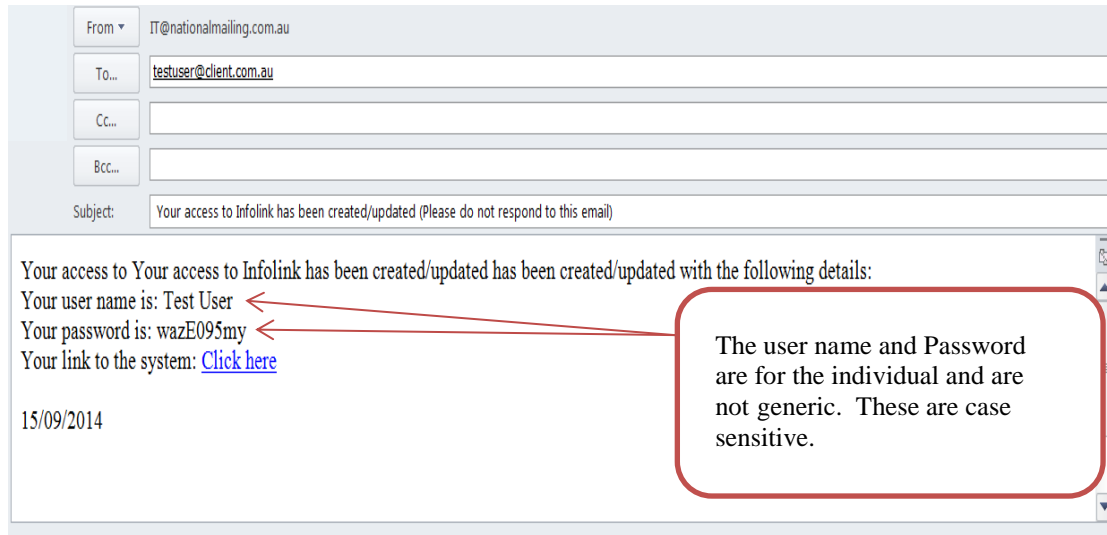 From ▾ IT@nationalmailing.com.au
To... testuser@client.com.au
Cc...
Bcc...
Subject: Your access to Infolink has been created/updated (Please do not respond to this email)
Your access to Your access to Infolink has been created/updated has been created/updated with the following details:
Your user name is: Test User
Your password is: wazE095my
Your link to the system: Click here
15/09/2014
The user name and Password
are for the individual and are
not generic.  These are case
sensitive.